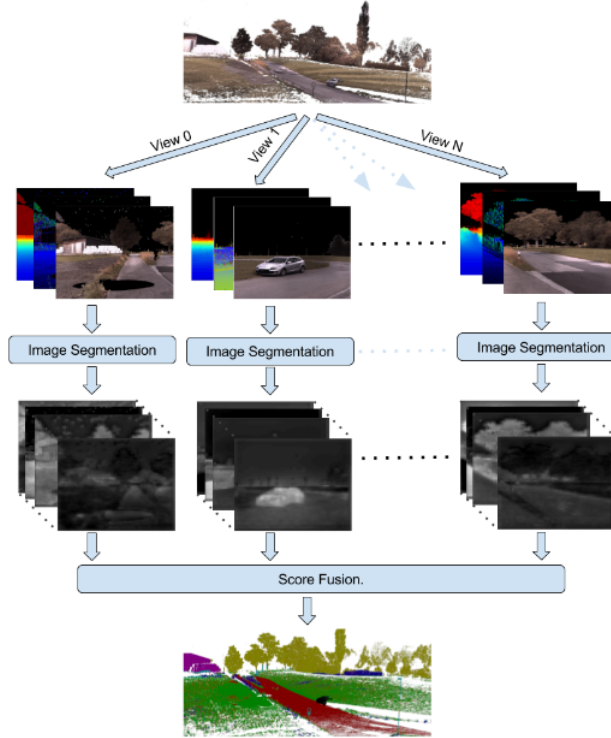 View 0
View 1
View N
Image Segmentation
Image Segmentation
Image Segmentation
Score Fusion.